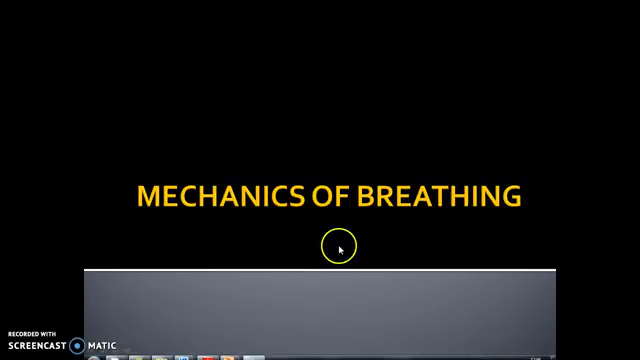 MECHANICS OF BREATHING
RECORDED WITH
SCREENCAST MATIC